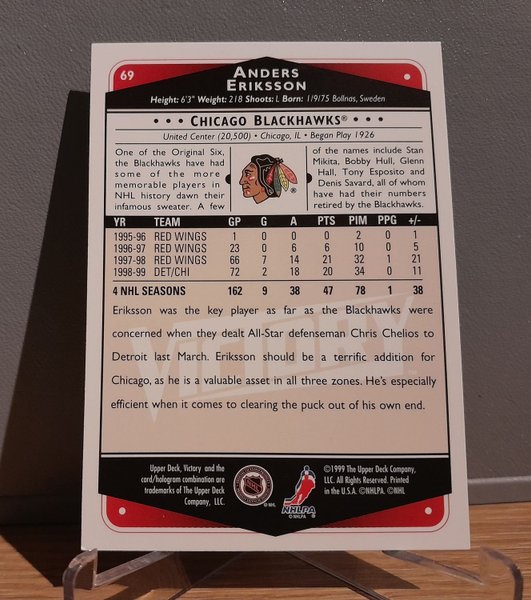 69
ANDERS
ERIKSSON
Height: 6'3" Weight: 218 Shoots: L Born: 1/9/75 Bollnas, Sweden
• • • CHICAGO BLACKHAWKS® • • •
United Center (20,500) • Chicago, IL • Began Play 1926
One of the Original Six,
the Blackhawks have had
some of the more
memorable players in
NHL history dawn their
infamous sweater. A few
of the names include Stan
Mikita, Bobby Hull, Glenn
Hall, Tony Esposito and
Denis Savard, all of whom
have had their numbers
retired by the Blackhawks.
®
YR TEAM GP G A PTS PIM PPG +/-
1995-96 RED WINGS 1 0 0 0 2 0 1
1996-97 RED WINGS 23 0 6 6 10 0 5
1997-98 RED WINGS 66 7 14 21 32 1 21
1998-99 DET/CHI 72 2 18 20 34 0 11
4 NHL SEASONS 162 9 38 47 78 1 38
VICTORY
Eriksson was the key player as far as the Blackhawks were
concerned when they dealt All-Star defenseman Chris Chelios to
Detroit last March. Eriksson should be a terrific addition for
Chicago, as he is a valuable asset in all three zones. He's especially
efficient when it comes to clearing the puck out of his own end.
Upper Deck, Victory and the
card/hologram combination are
trademarks of The Upper Deck
Company, LLC.
NHL
© NHL
NHLPA
© NHLPA
©1999 The Upper Deck Company,
LLC. All Rights Reserved. Printed
in the U.S.A. ©NHLPA. ©NHL